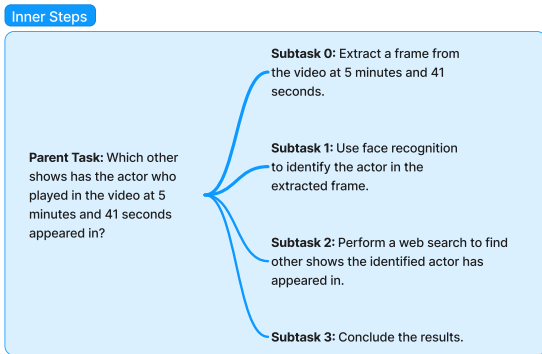 Inner Steps
Parent Task: Which other
shows has the actor who
played in the video at 5
minutes and 41 seconds
appeared in?
Subtask 0: Extract a frame from
the video at 5 minutes and 41
seconds.
Subtask 1: Use face recognition
to identify the actor in the
extracted frame.
Subtask 2: Perform a web search to find
other shows the identified actor has
appeared in.
Subtask 3: Conclude the results.